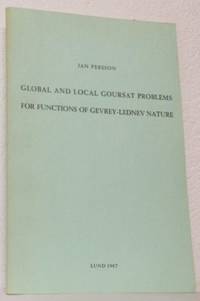 JAN PERSSON
GLOBAL AND LOCAL GOURSAT PROBLEMS
FOR FUNCTIONS OF GEVREY-LEDNEV NATURE
LUND 1967